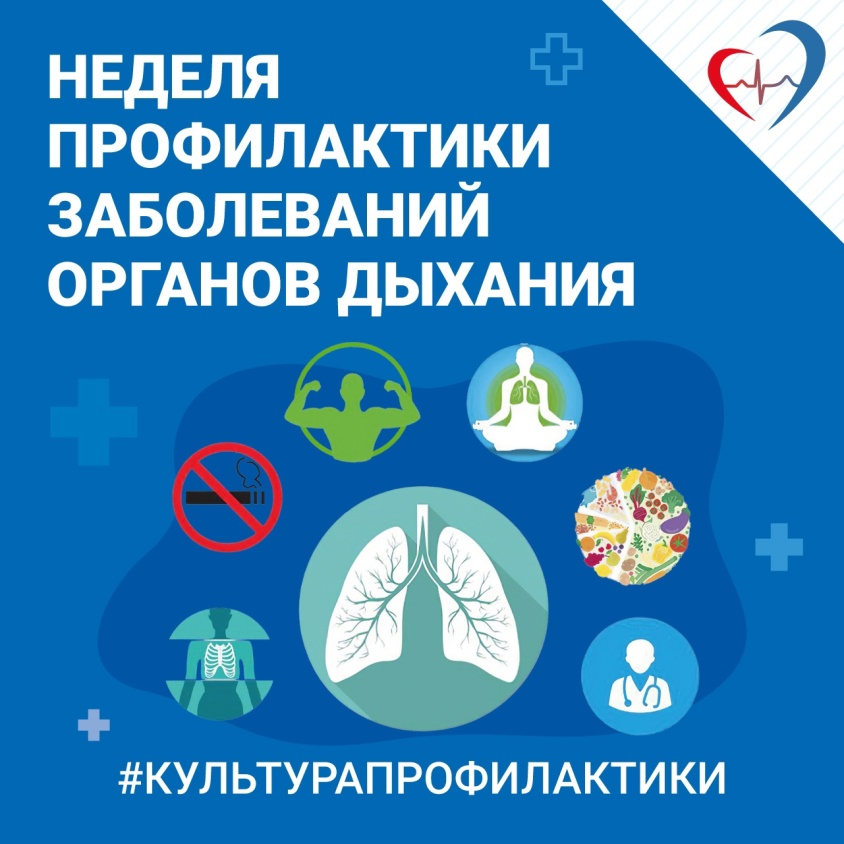 НЕДЕЛЯ
ПРОФИЛАКТИКИ
ЗАБОЛЕВАНИЙ
ОРГАНОВ ДЫХАНИЯ
#КУЛЬТУРАПРОФИЛАКТИКИ